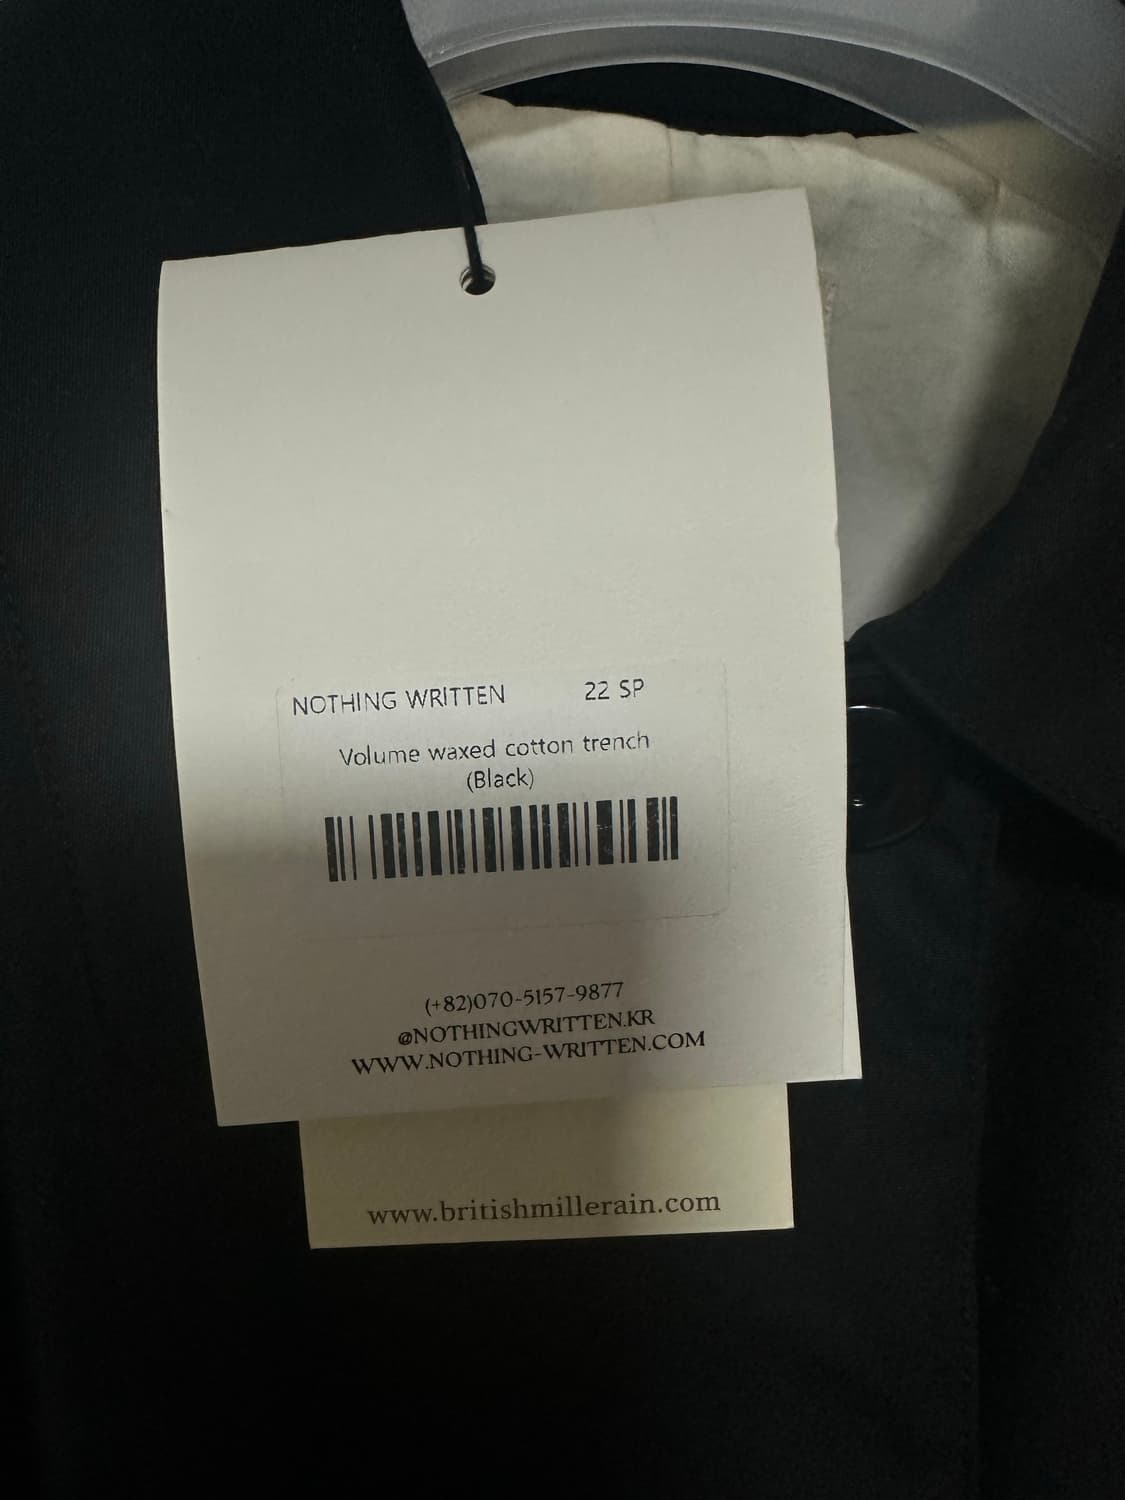 NOTHING WRITTEN 22 SP
Volume waxed cotton trench
(Black)
(+82)070-5157-9877
@NOTHINGWRITTEN.KR
WWW.NOTHING-WRITTEN.COM
www.britishmillerain.com